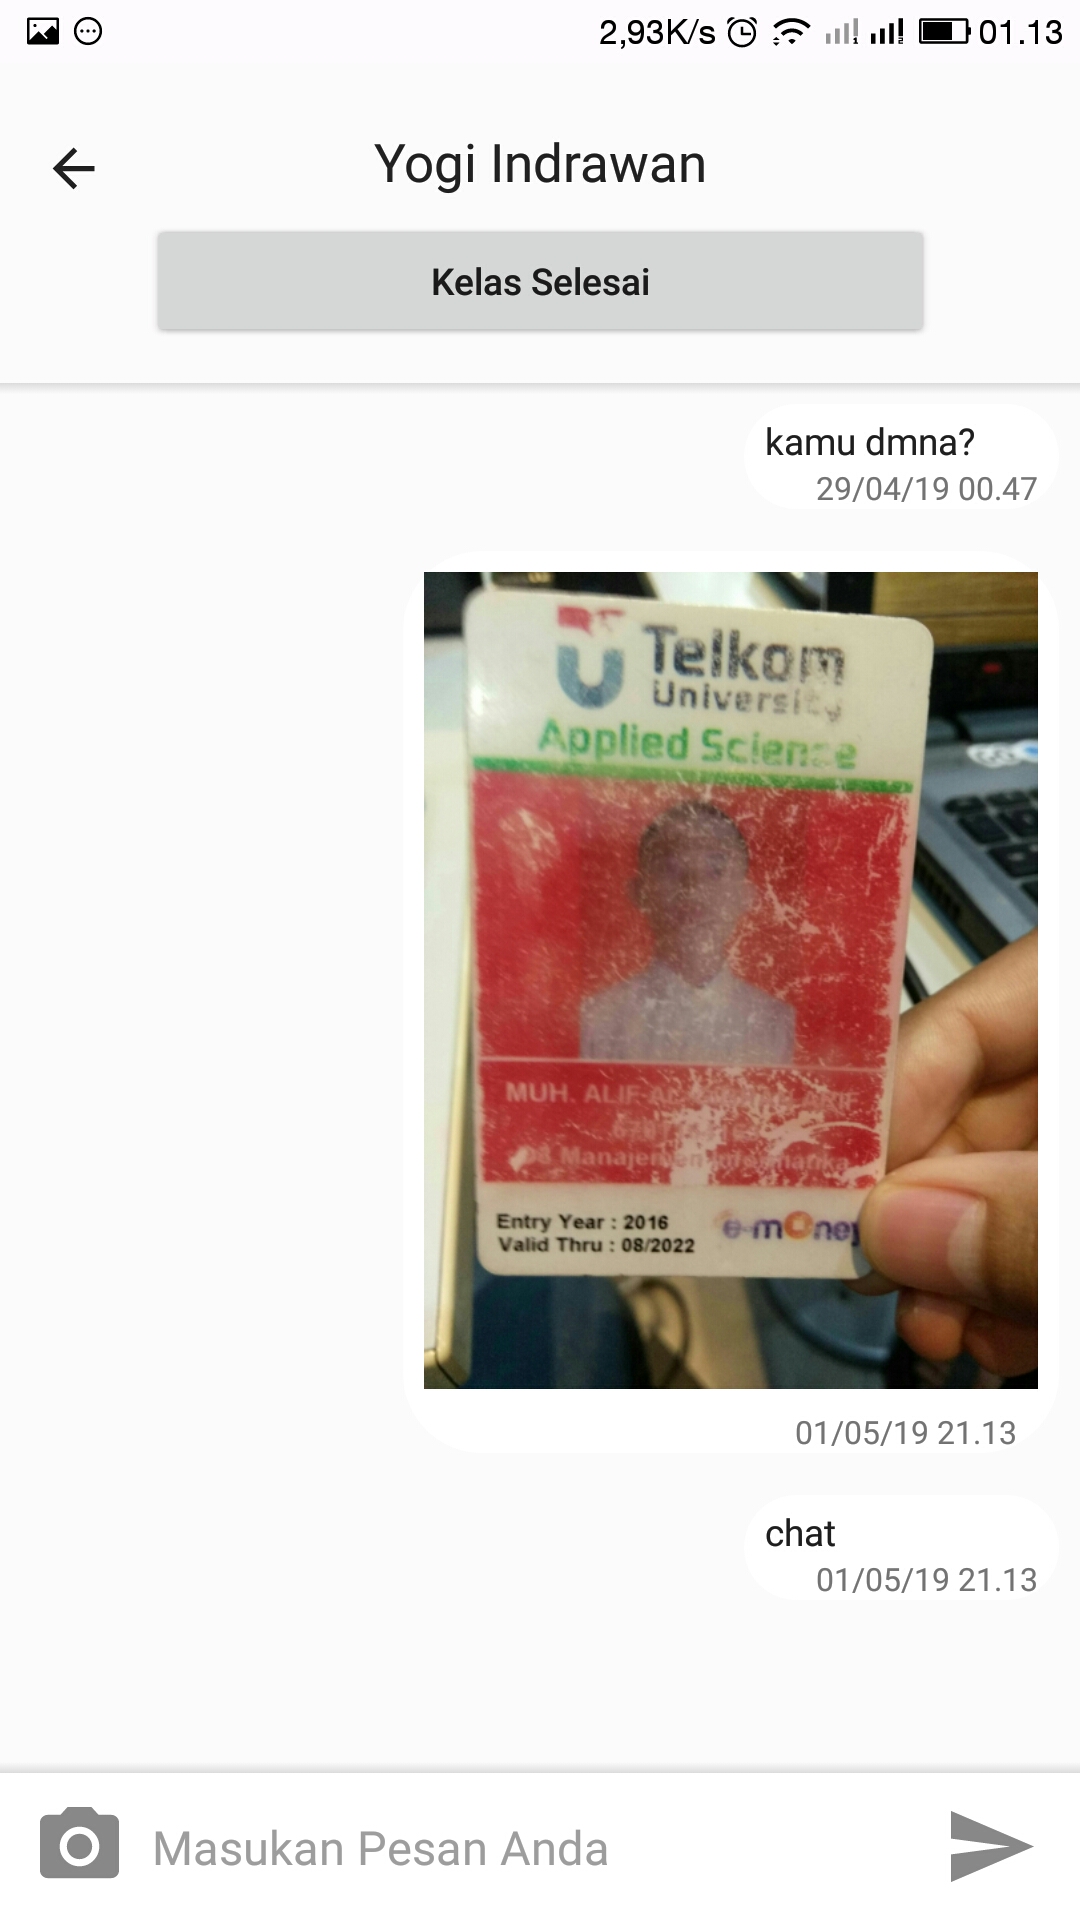 2,93K/s 01.13
Yogi Indrawan
Kelas Selesai
kamu dmna?
29/04/19 00.47
Telkom
University
Applied Science
MUH. ALIF
D3 Manajemen Informatika
Entry Year : 2016
Valid Thru : 08/2022
e-money
01/05/19 21.13
chat
01/05/19 21.13
Masukan Pesan Anda